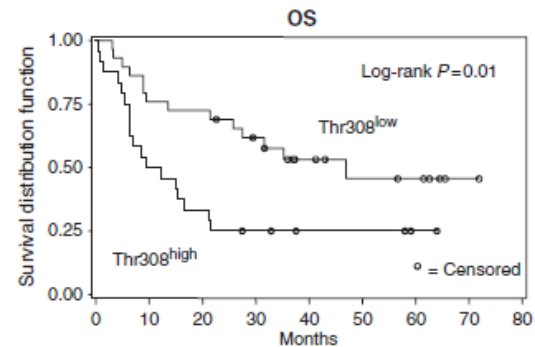 OS
Survival distribution function
1.00
0.75
0.50
0.25
0.00
Log-rank P=0.01
Thr308low
Thr308high
o = Censored
0 10 20 30 40 50 60 70 80
Months